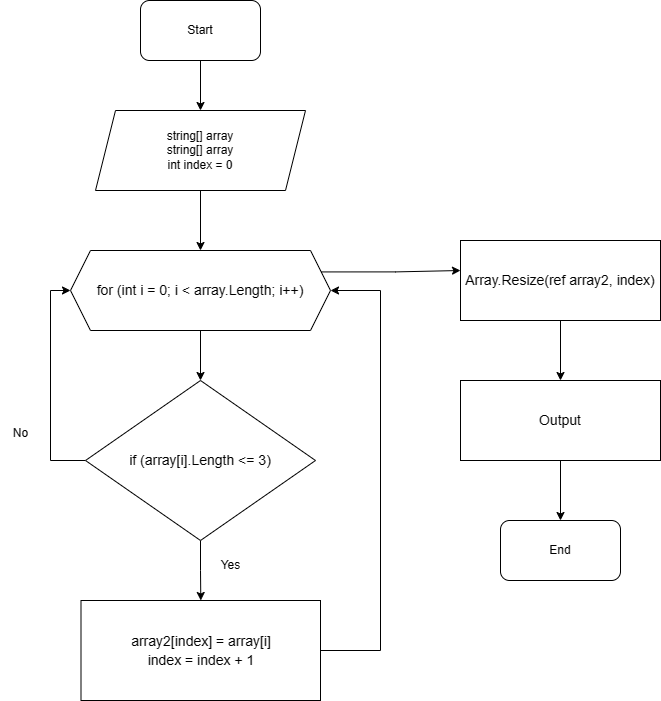 Start
string[] array
string[] array
int index = 0
for (int i = 0; i < array.Length; i++)
Array.Resize(ref array2, index)
if (array[i].Length <= 3)
No
Output
Yes
End
array2[index] = array[i]
index = index + 1